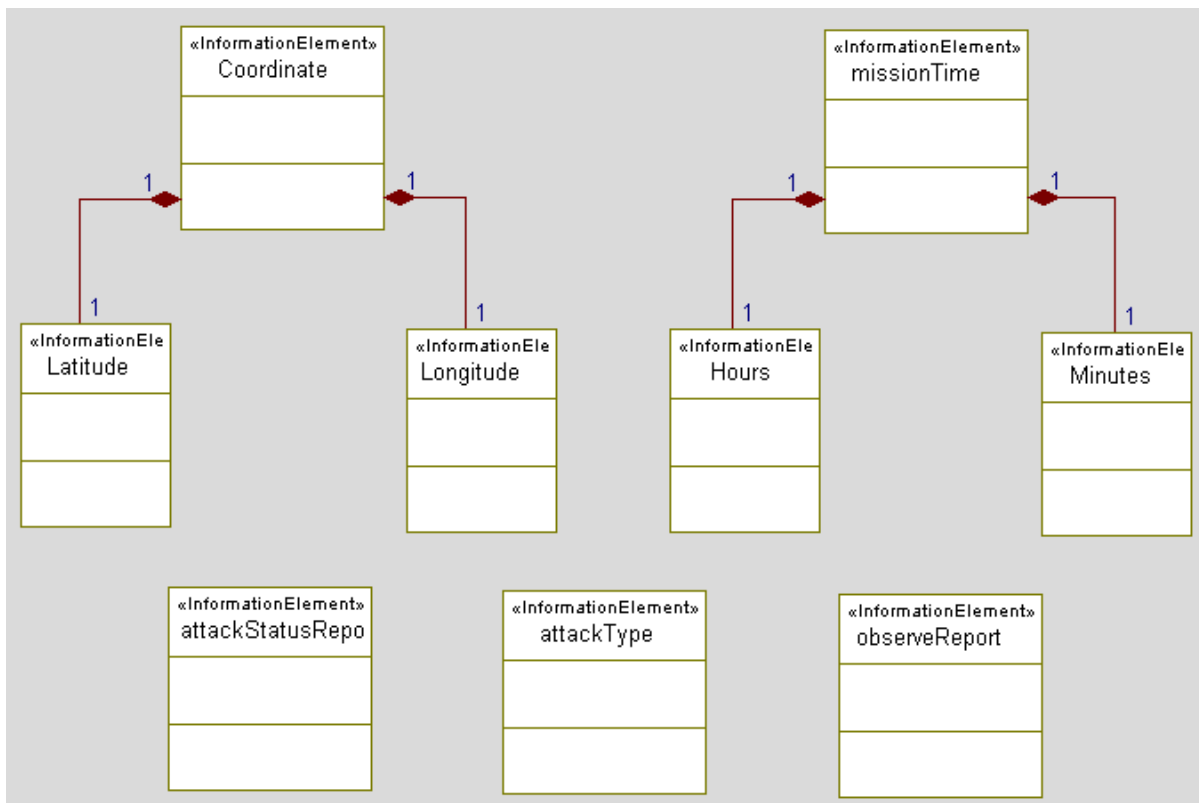 «InformationElement»
Coordinate
«InformationElement»
missionTime
1
1
1
1
1
1
1
1
«InformationEle
Latitude
«InformationEle
Longitude
«InformationEle
Hours
«InformationEle
Minutes
«InformationElement»
attackStatusRepo
«InformationElement»
attackType
«InformationElement»
observeReport